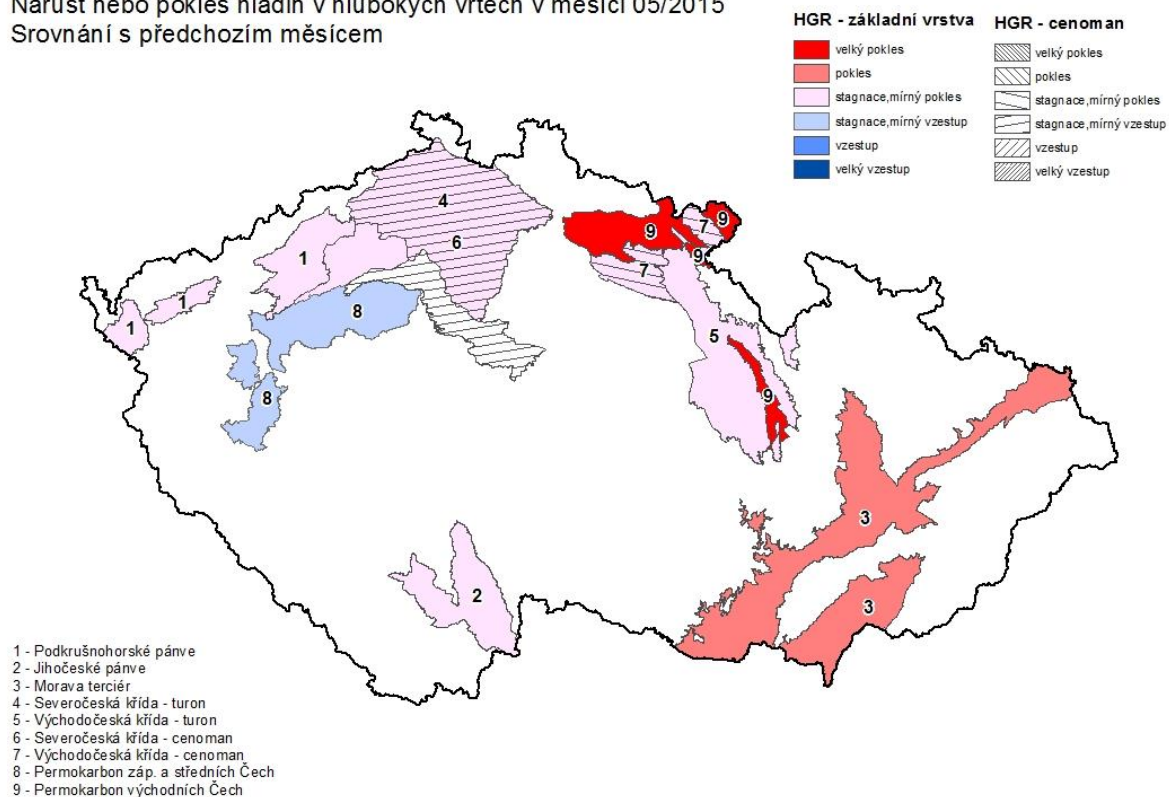 Nárůst nebo pokles hladin v hlubokých vrtech v měsíci 05/2015
Srovnání s předchozím měsícem
HGR - základní vrstva
velký pokles
pokles
stagnace,mírný pokles
stagnace,mírný vzestup
vzestup
velký vzestup
HGR - cenoman
velký pokles
pokles
stagnace,mírný pokles
stagnace,mírný vzestup
vzestup
velký vzestup
4
6
1
1
1
8
8
9
7
9
9
7
5
9
3
3
2
1 - Podkrušnohorské pánve
2 - Jihočeské pánve
3 - Morava terciér
4 - Severočeská křída - turon
5 - Východočeská křída - turon
6 - Severočeská křída - cenoman
7 - Východočeská křída - cenoman
8 - Permokarbon záp. a středních Čech
9 - Permokarbon východních Čech